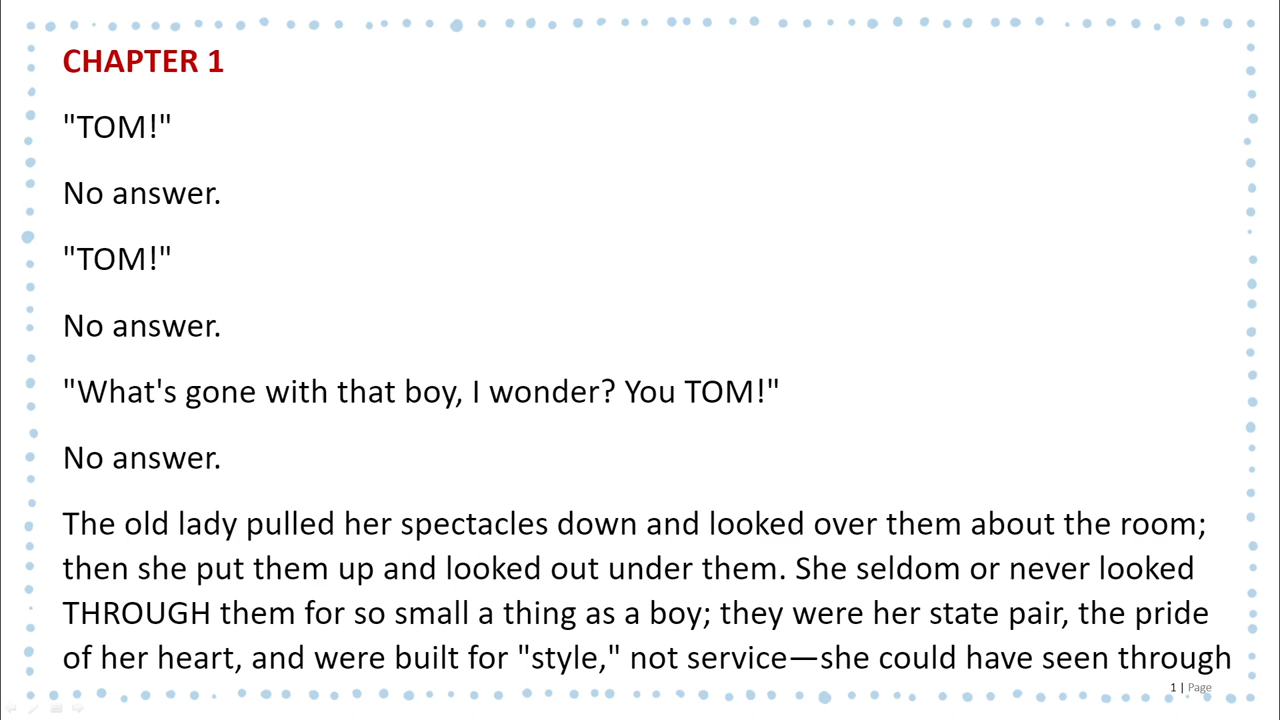 CHAPTER 1
"TOM!"
No answer.
"TOM!"
No answer.
"What's gone with that boy, I wonder? You TOM!"
No answer.
The old lady pulled her spectacles down and looked over them about the room;
then she put them up and looked out under them. She seldom or never looked
THROUGH them for so small a thing as a boy; they were her state pair, the pride
of her heart, and were built for "style," not service—she could have seen through
1 | Page